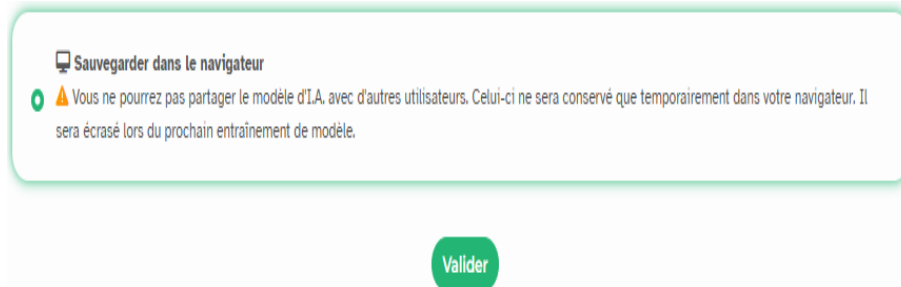 Sauvegarder dans le navigateur
Vous ne pourrez pas partager le modèle d'I.A. avec d'autres utilisateurs. Celui-ci ne sera conservé que temporairement dans votre navigateur. Il
sera écrasé lors du prochain entraînement de modèle.
Valider